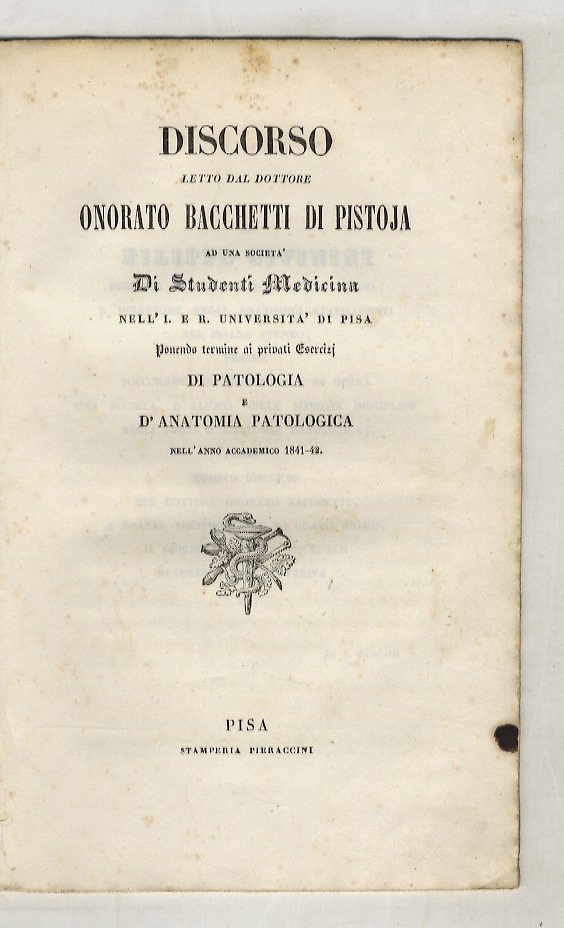 DISCORSO
LETTO DAL DOTTORE
ONORATO BACCHETTI DI PISTOJA
AD UNA SOCIETA'
Di Studenti Medicina
NELL' I. E R. UNIVERSITA' DI PISA
Ponendo termine ai privati Esercizj
DI PATOLOGIA
E
D' ANATOMIA PATOLOGICA
NELL' ANNO ACCADEMICO 1841-42.
PISA
STAMPERIA PIERACCINI